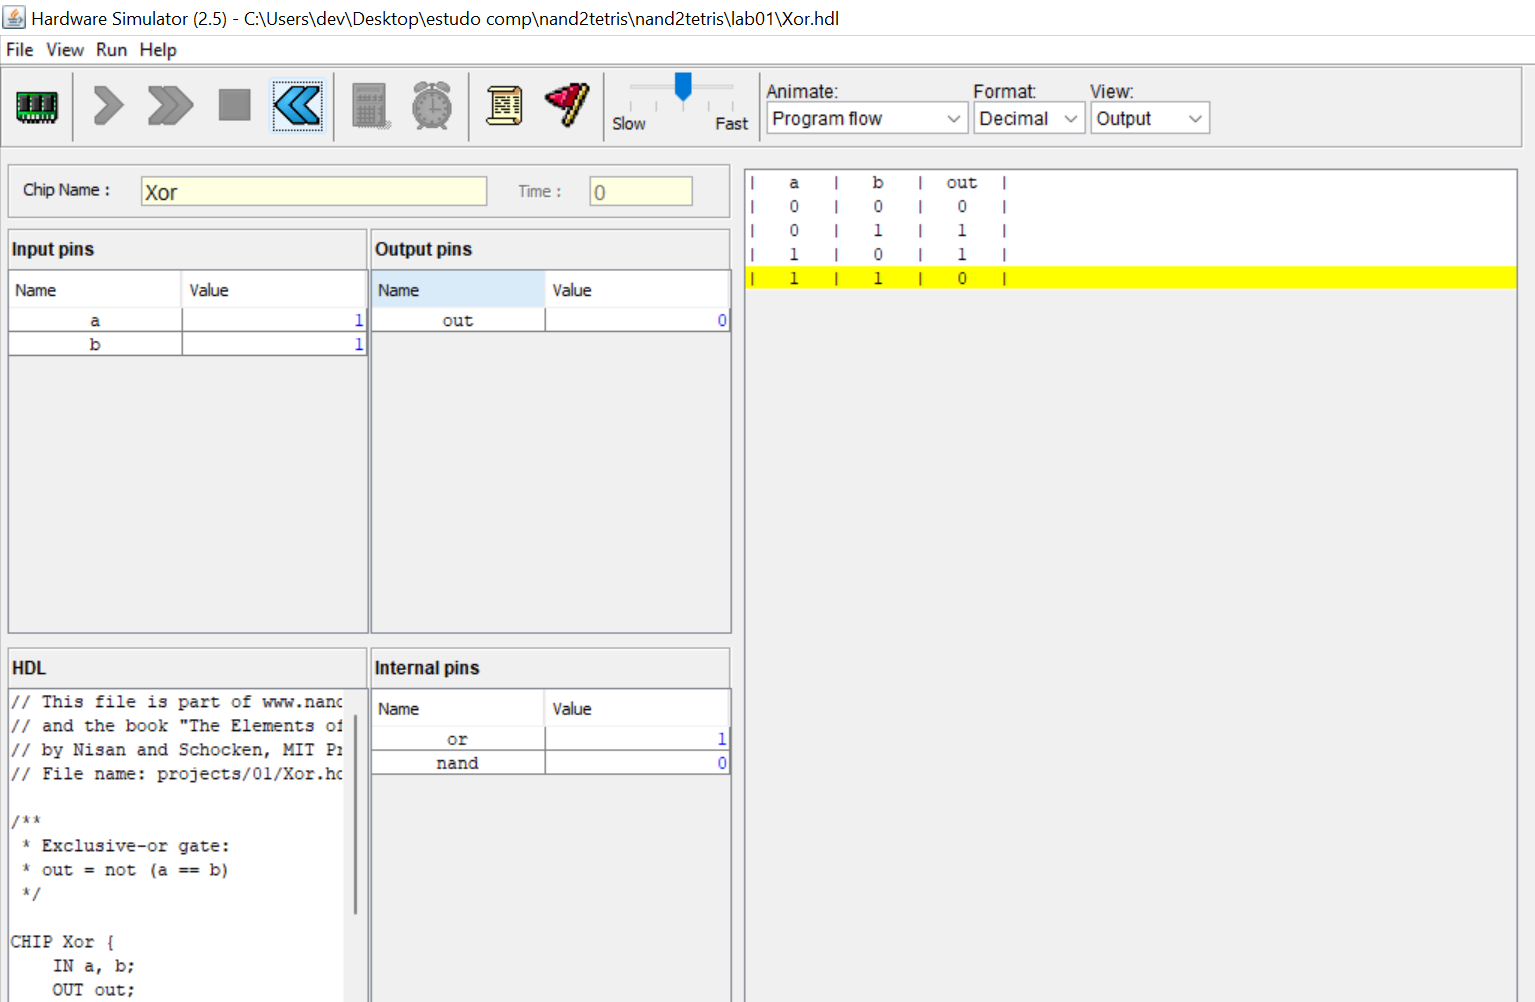 Hardware Simulator (2.5) - C:\Users\dev\Desktop\estudo comp\nand2tetris\nand2tetris\lab01\Xor.hdl
File View Run Help
Slow Fast
Animate: Format: View:
Program flow Decimal Output
Chip Name : Xor Time : 0
Input pins
Name Value
a 1
b 1
Output pins
Name Value
out 0
| a | b | out |
| 0 | 0 | 0 |
| 0 | 1 | 1 |
| 1 | 0 | 1 |
| 1 | 1 | 0 |
HDL
// This file is part of www.nand
// and the book "The Elements of
// by Nisan and Schocken, MIT Pr
// File name: projects/01/Xor.hd
/**
* Exclusive-or gate:
* out = not (a == b)
*/
CHIP Xor {
IN a, b;
OUT out;
Internal pins
Name Value
or 1
nand 0